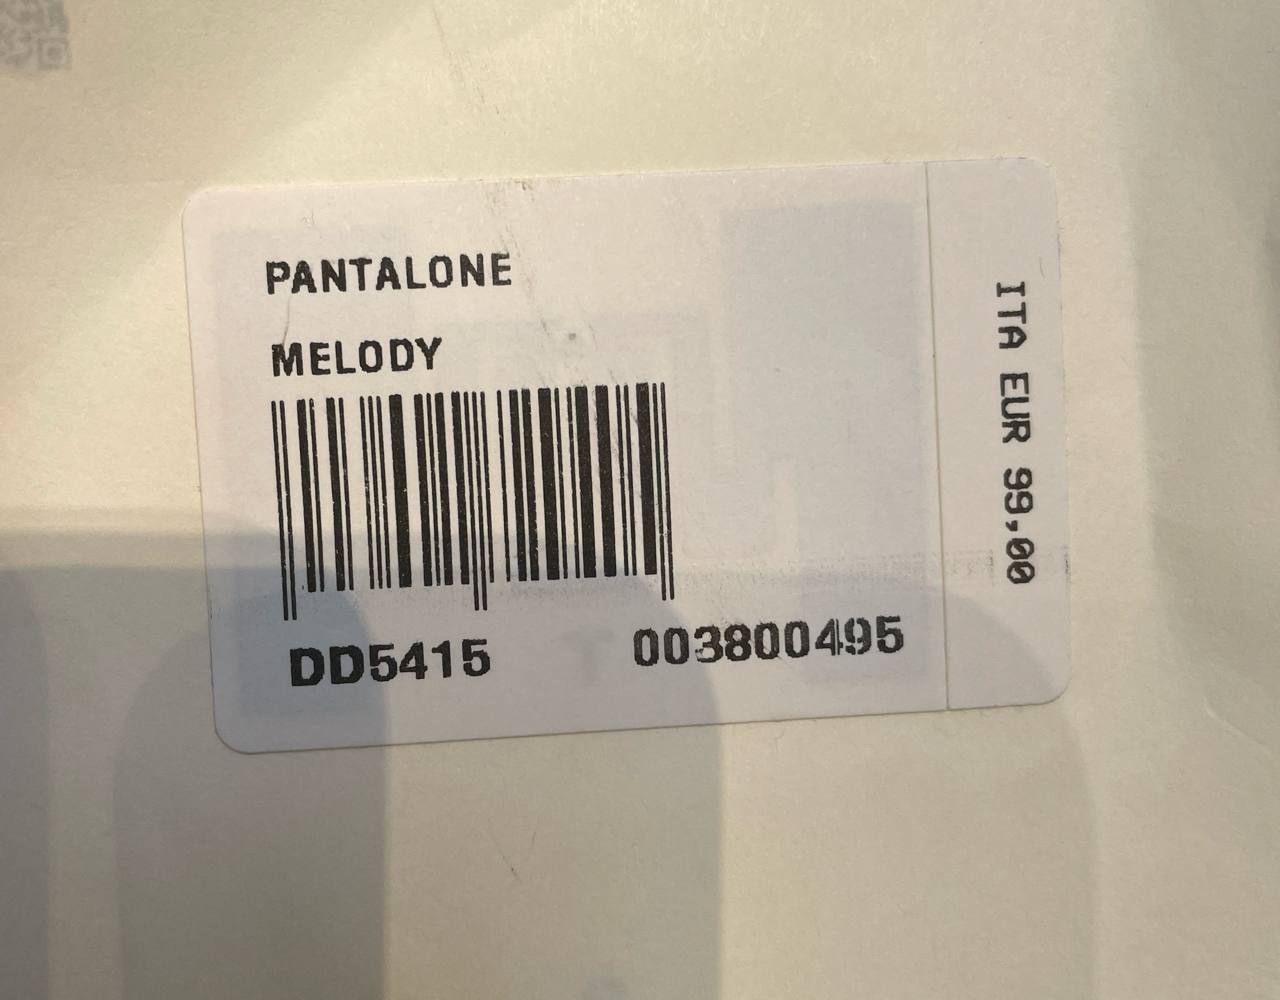 PANTALONE
MELODY
DD5415 003800495
ITA EUR 99,00